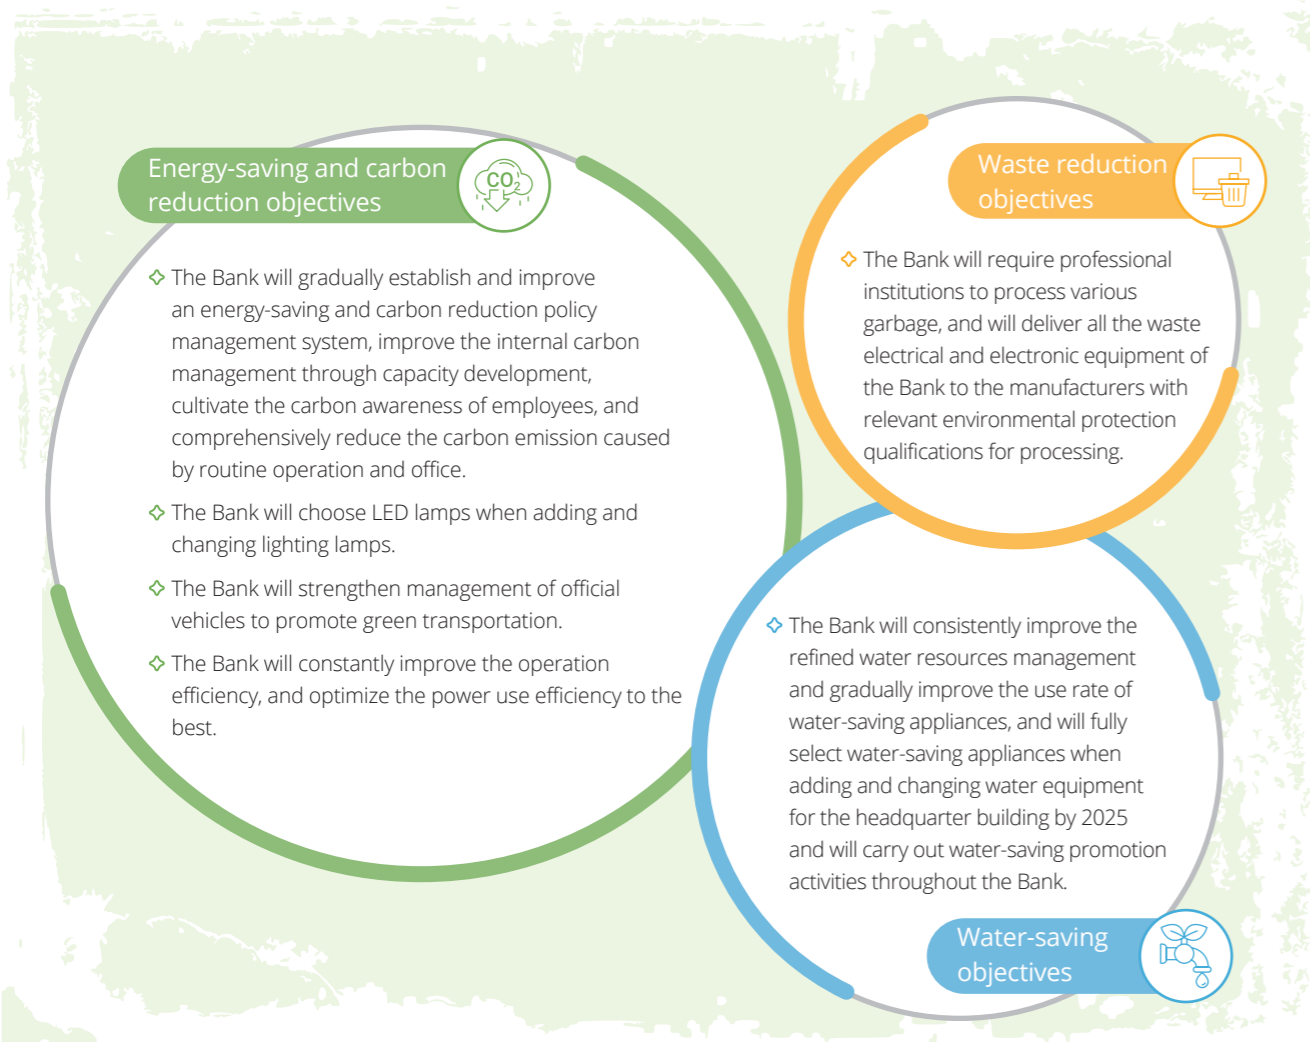 Energy-saving and carbon
reduction objectives
CO2
The Bank will gradually establish and improve
an energy-saving and carbon reduction policy
management system, improve the internal carbon
management through capacity development,
cultivate the carbon awareness of employees, and
comprehensively reduce the carbon emission caused
by routine operation and office.
The Bank will choose LED lamps when adding and
changing lighting lamps.
The Bank will strengthen management of official
vehicles to promote green transportation.
The Bank will constantly improve the operation
efficiency, and optimize the power use efficiency to the
best.
Waste reduction
objectives
The Bank will require professional
institutions to process various
garbage, and will deliver all the waste
electrical and electronic equipment of
the Bank to the manufacturers with
relevant environmental protection
qualifications for processing.
The Bank will consistently improve the
refined water resources management
and gradually improve the use rate of
water-saving appliances, and will fully
select water-saving appliances when
adding and changing water equipment
for the headquarter building by 2025
and will carry out water-saving promotion
activities throughout the Bank.
Water-saving
objectives